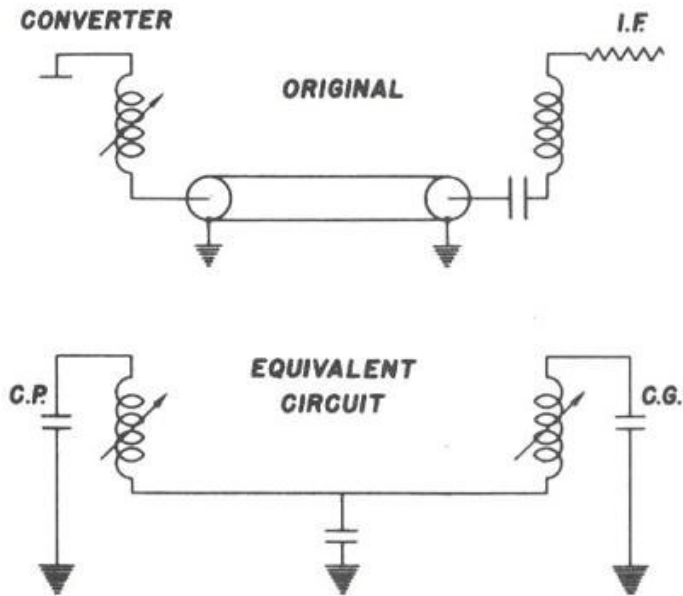 CONVERTER
I.F.
ORIGINAL
EQUIVALENT
CIRCUIT
C.P.
C.G.